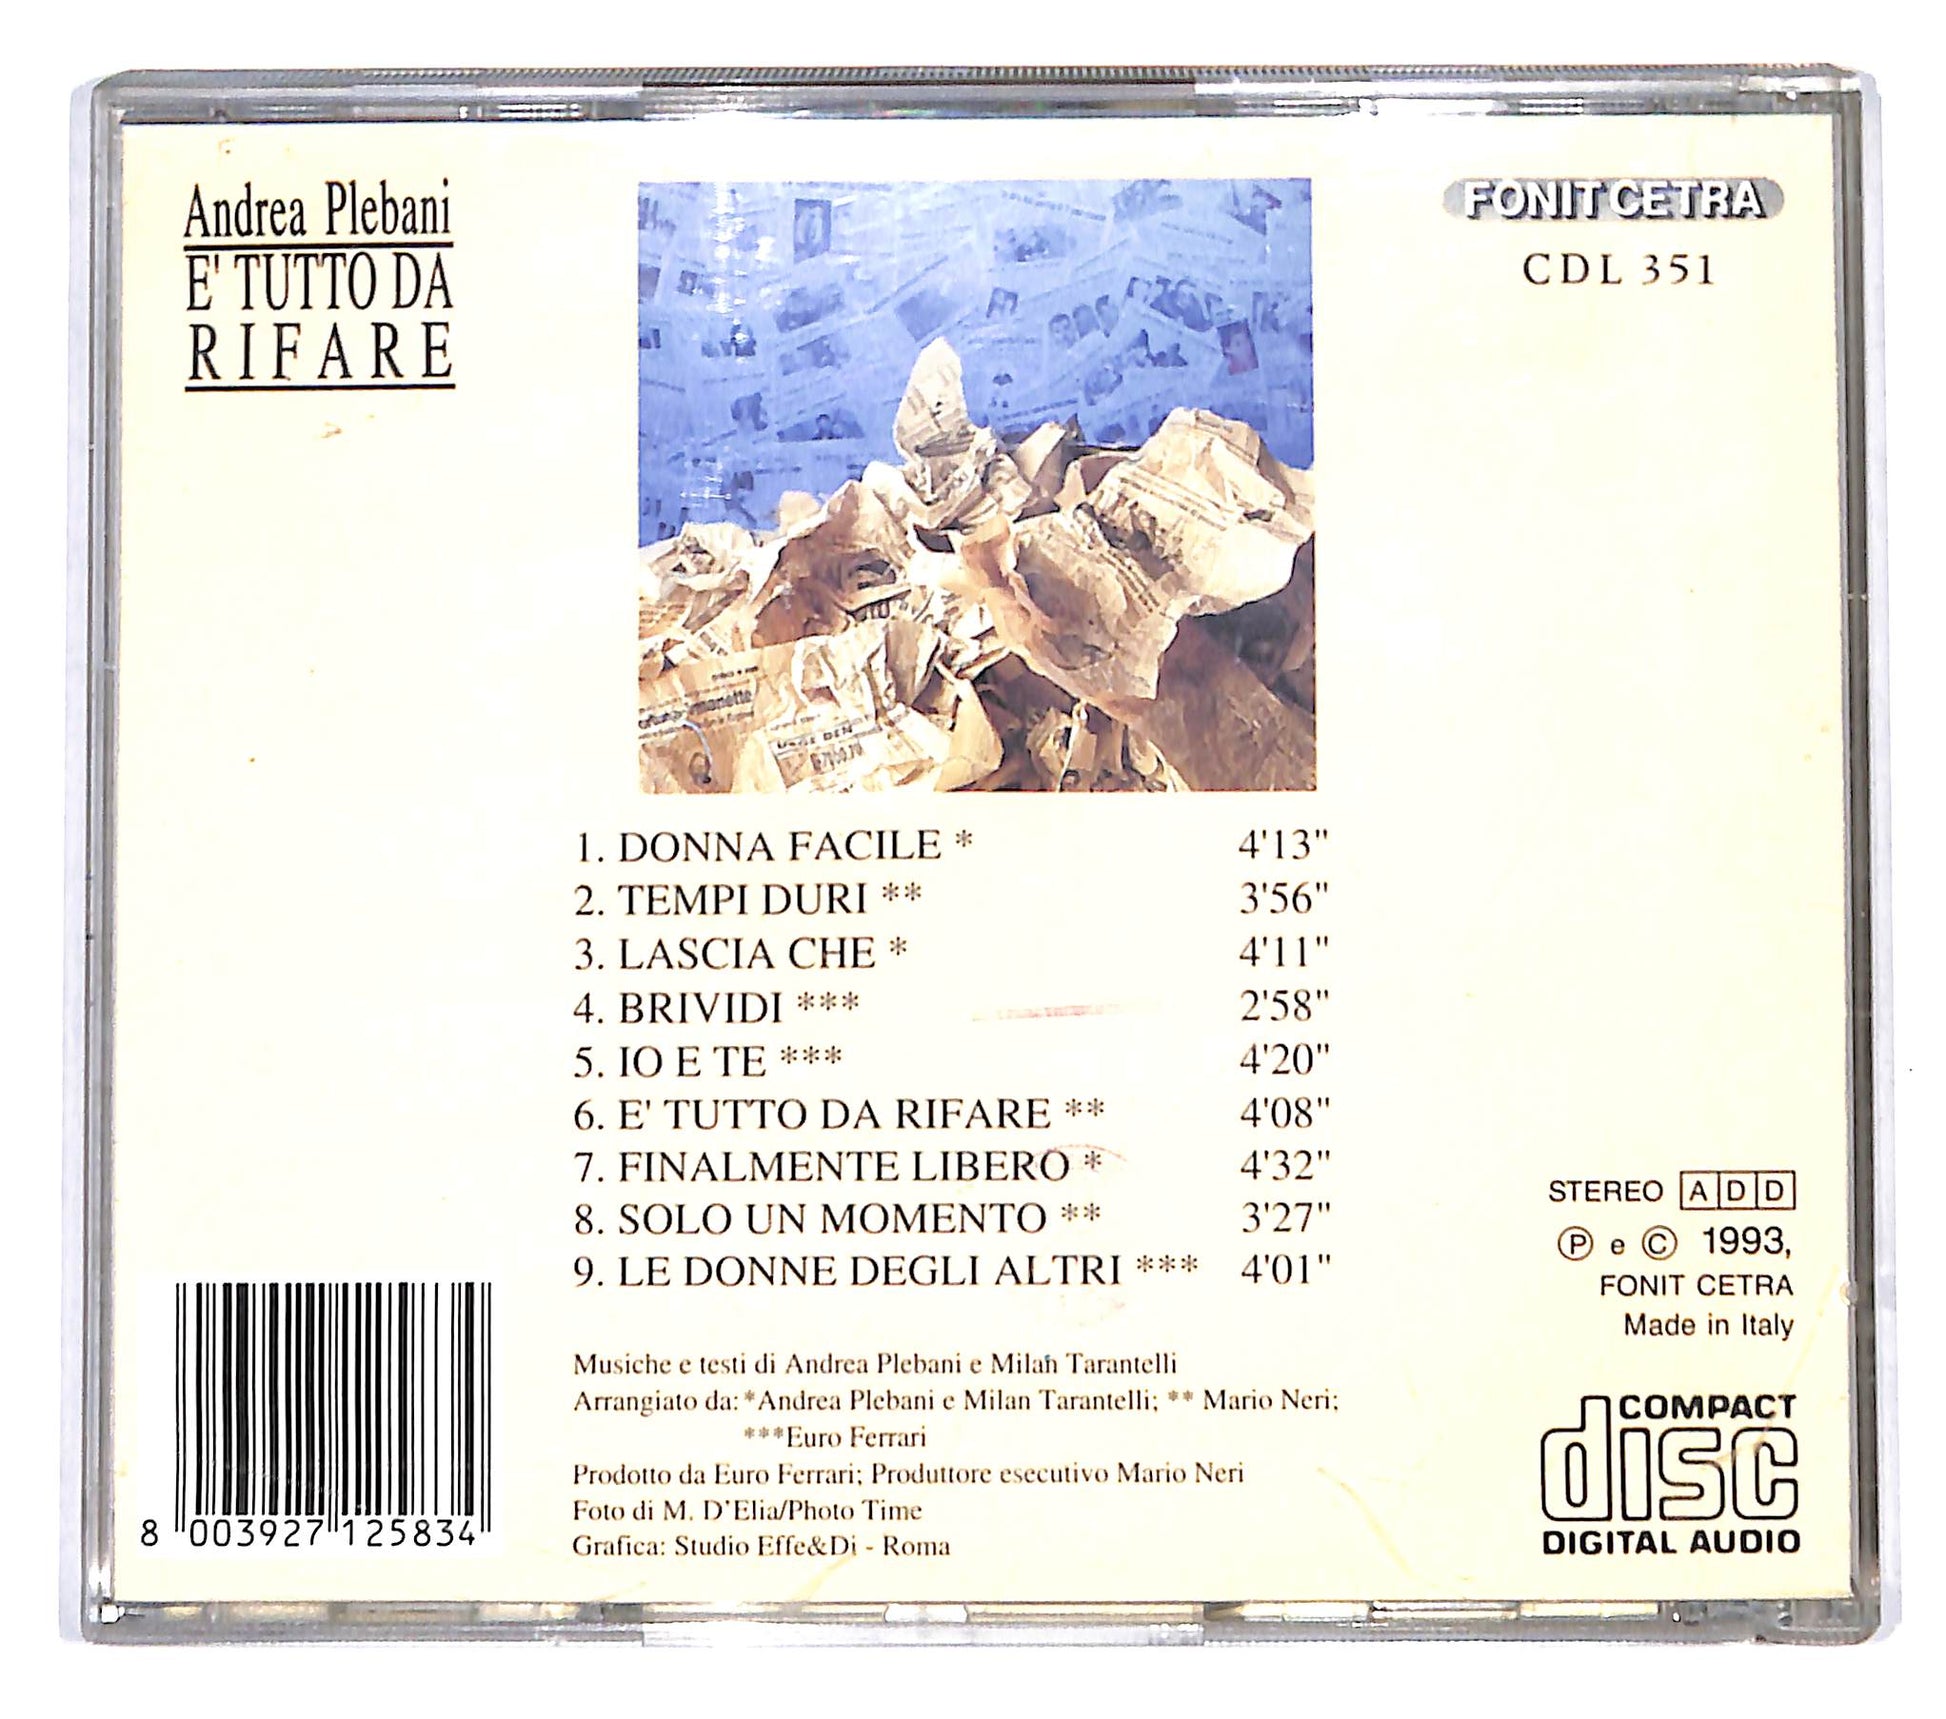 Andrea Plebani
E' TUTTO DA
RIFARE
FONIT CETRA
CDL 351
1. DONNA FACILE * 4'13"
2. TEMPI DURI ** 3'56"
3. LASCIA CHE * 4'11"
4. BRIVIDI *** 2'58"
5. IO E TE *** 4'20"
6. E' TUTTO DA RIFARE ** 4'08"
7. FINALMENTE LIBERO * 4'32"
8. SOLO UN MOMENTO ** 3'27"
9. LE DONNE DEGLI ALTRI *** 4'01"
Musiche e testi di Andrea Plebani e Milan Tarantelli
Arrangiato da: *Andrea Plebani e Milan Tarantelli; ** Mario Neri;
***Euro Ferrari
Prodotto da Euro Ferrari; Produttore esecutivo Mario Neri
Foto di M. D'Elia/Photo Time
Grafica: Studio Effe&Di - Roma
8 003927 125834
STEREO ADD
Ⓟ e © 1993,
FONIT CETRA
Made in Italy
COMPACT
disc
DIGITAL AUDIO